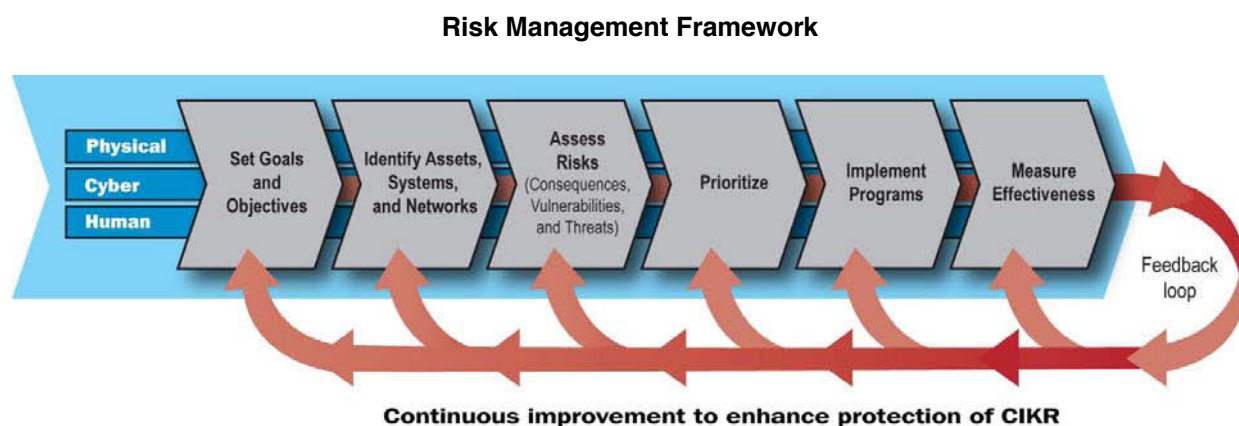 Risk Management Framework
Physical
Cyber
Human
Set Goals
and
Objectives
Identify Assets,
Systems,
and Networks
Assess
Risks
(Consequences,
Vulnerabilities,
and Threats)
Prioritize
Implement
Programs
Measure
Effectiveness
Feedback
loop
Continuous improvement to enhance protection of CIKR